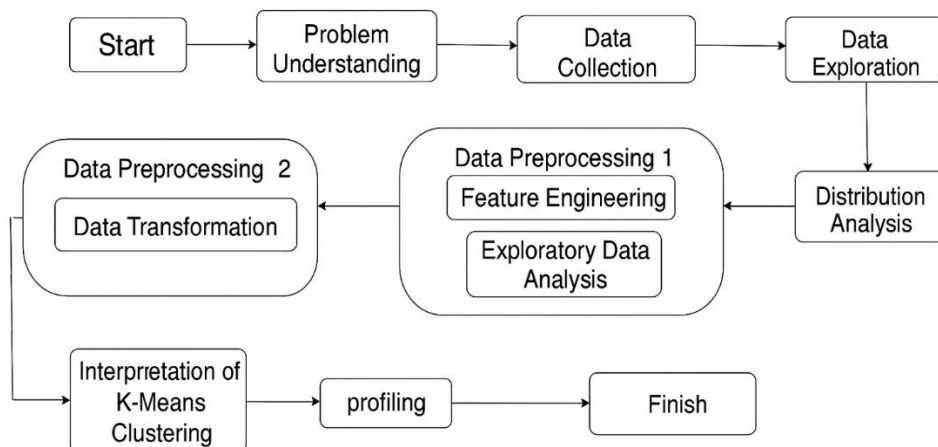 Start
Problem
Understanding
Data
Collection
Data
Exploration
Distribution
Analysis
Data Preprocessing 1
Feature Engineering
Exploratory Data
Analysis
Data Preprocessing 2
Data Transformation
Interpretation of
K-Means
Clustering
profiling
Finish